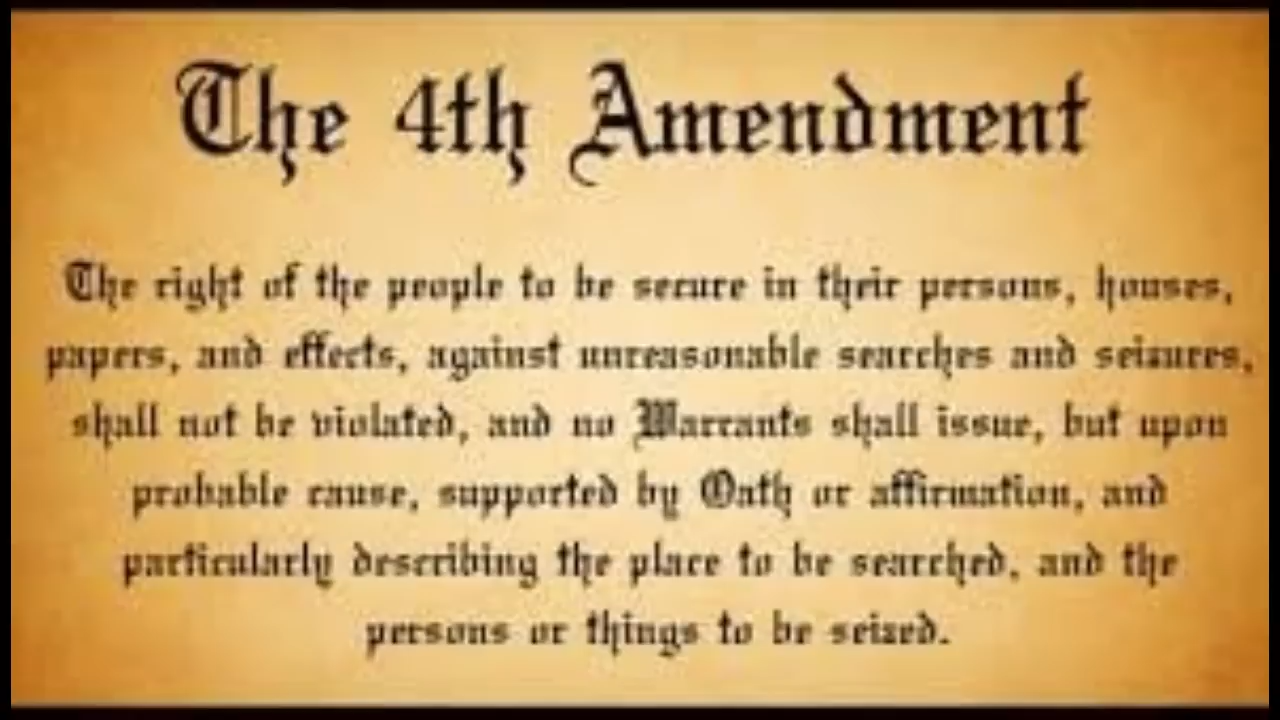 The 4th Amendment
The right of the people to be secure in their persons, houses,
papers, and effects, against unreasonable searches and seizures,
shall not be violated, and no Warrants shall issue, but upon
probable cause, supported by Oath or affirmation, and
particularly describing the place to be searched, and the
persons or things to be seized.